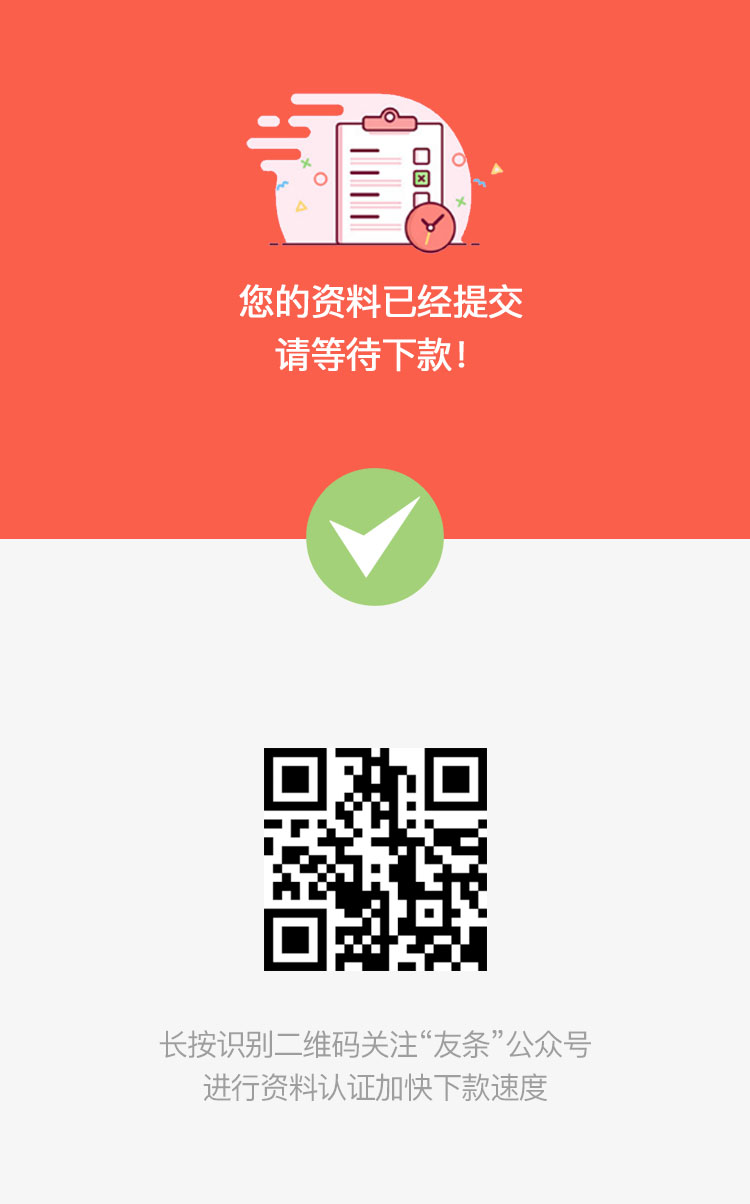 您的资料已经提交
请等待下款！
长按识别二维码关注“友条”公众号
进行资料认证加快下款速度